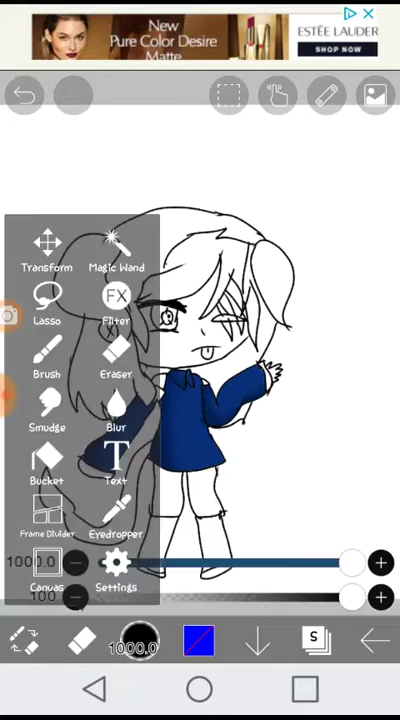 New
Pure Color Desire
Matte
ESTĒE LAUDER
SHOP NOW
Transform
Magic Wand
Lasso
FX
Filter
Brush
Eraser
Smudge
Blur
Bucket
T
Text
Frame Divider
Eyedropper
1000.0
Canvas
Settings
100
1000.0
S